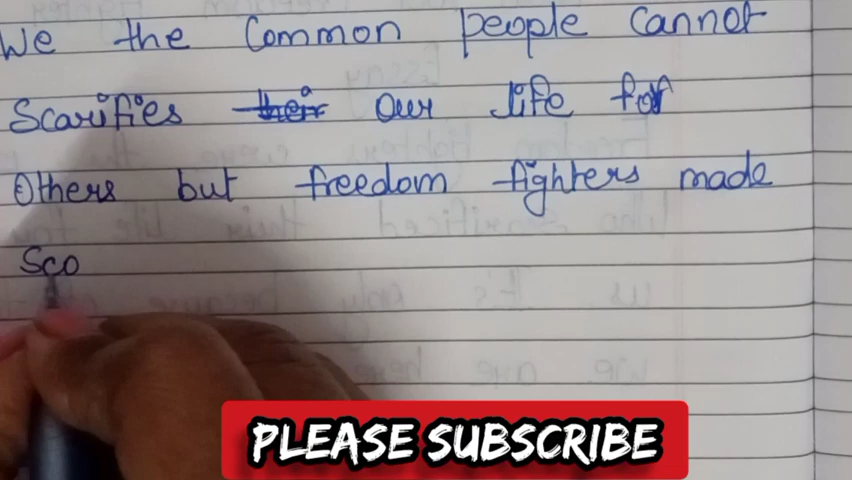 We the Common people cannot
Scarifies their our life for
Others but freedom fighters made
Sco
PLEASE SUBSCRIBE